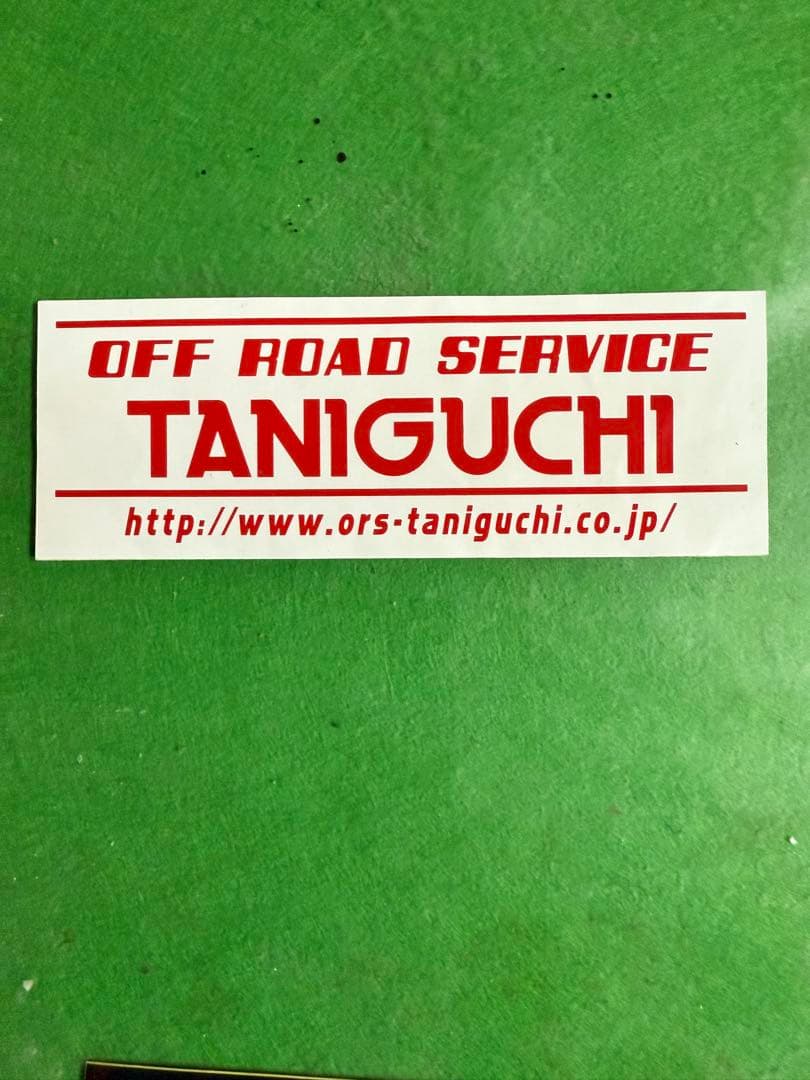 OFF ROAD SERVICE
TANIGUCHI
http://www.ors-taniguchi.co.jp/